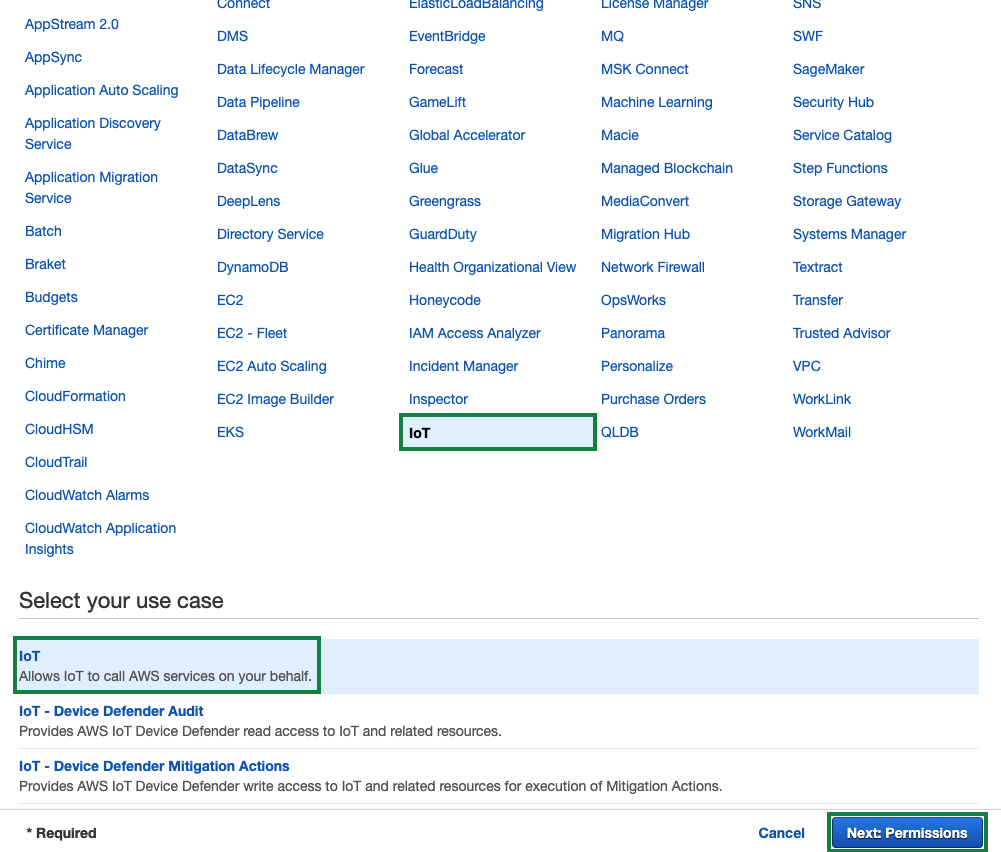 Connect
ElasticLoadBalancing
License Manager
SNS
AppStream 2.0
AppSync
Application Auto Scaling
Application Discovery
Service
Application Migration
Service
Batch
Braket
Budgets
Certificate Manager
Chime
CloudFormation
CloudHSM
CloudTrail
CloudWatch Alarms
CloudWatch Application
Insights
DMS
Data Lifecycle Manager
Data Pipeline
DataBrew
DataSync
DeepLens
Directory Service
DynamoDB
EC2
EC2 - Fleet
EC2 Auto Scaling
EC2 Image Builder
EKS
EventBridge
Forecast
GameLift
Global Accelerator
Glue
Greengrass
GuardDuty
Health Organizational View
Honeycode
IAM Access Analyzer
Incident Manager
Inspector
IoT
MQ
MSK Connect
Machine Learning
Macie
Managed Blockchain
MediaConvert
Migration Hub
Network Firewall
OpsWorks
Panorama
Personalize
Purchase Orders
QLDB
SWF
SageMaker
Security Hub
Service Catalog
Step Functions
Storage Gateway
Systems Manager
Textract
Transfer
Trusted Advisor
VPC
WorkLink
WorkMail
Select your use case
IoT
Allows IoT to call AWS services on your behalf.
IoT - Device Defender Audit
Provides AWS IoT Device Defender read access to IoT and related resources.
IoT - Device Defender Mitigation Actions
Provides AWS IoT Device Defender write access to IoT and related resources for execution of Mitigation Actions.
* Required
Cancel
Next: Permissions